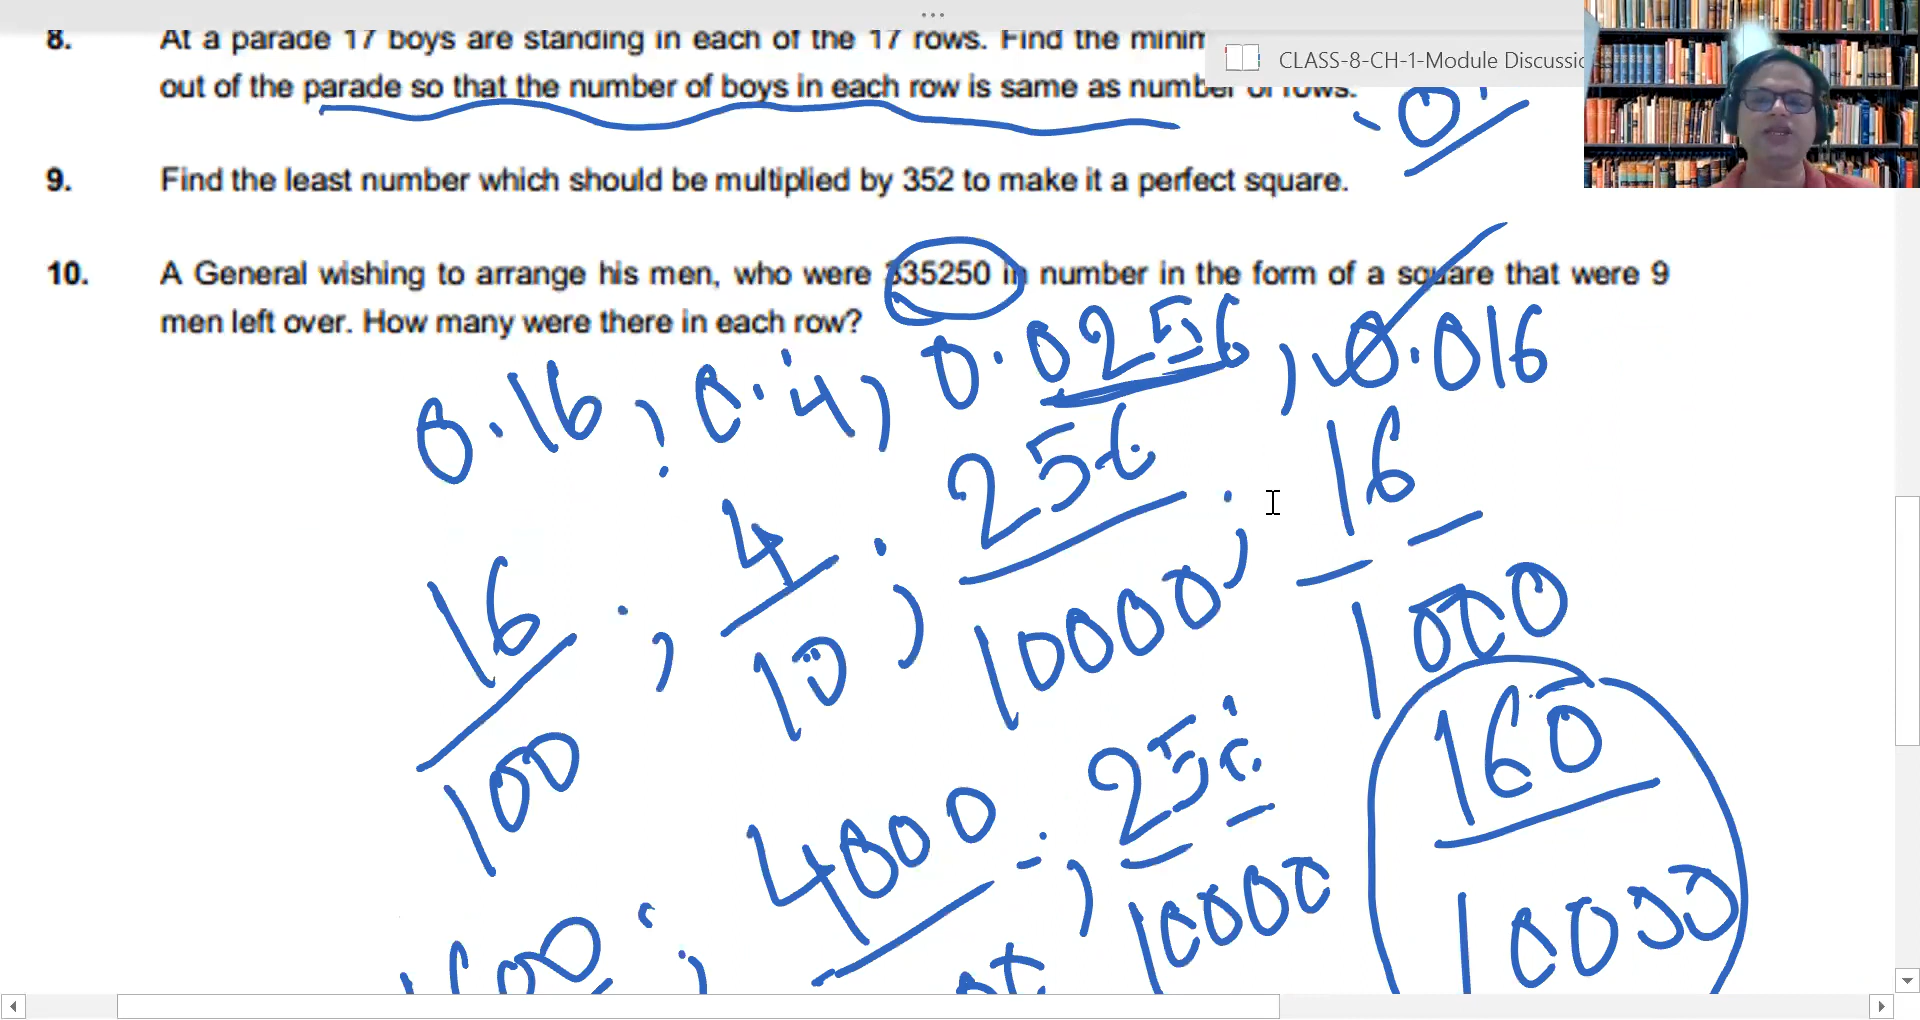 8. At a parade 17 boys are standing in each of the 17 rows. Find the minim
CLASS-8-CH-1-Module Discussio
out of the parade so that the number of boys in each row is same as number of rows.
9. Find the least number which should be multiplied by 352 to make it a perfect square.
10. A General wishing to arrange his men, who were 335250 in number in the form of a square that were 9
men left over. How many were there in each row?
0.16 ; 0.4 , 0.0256 , 0.016
16/100 ; 4/10 ; 256/10000 ; 16/1000
4000 ; 256/10000 160/10000